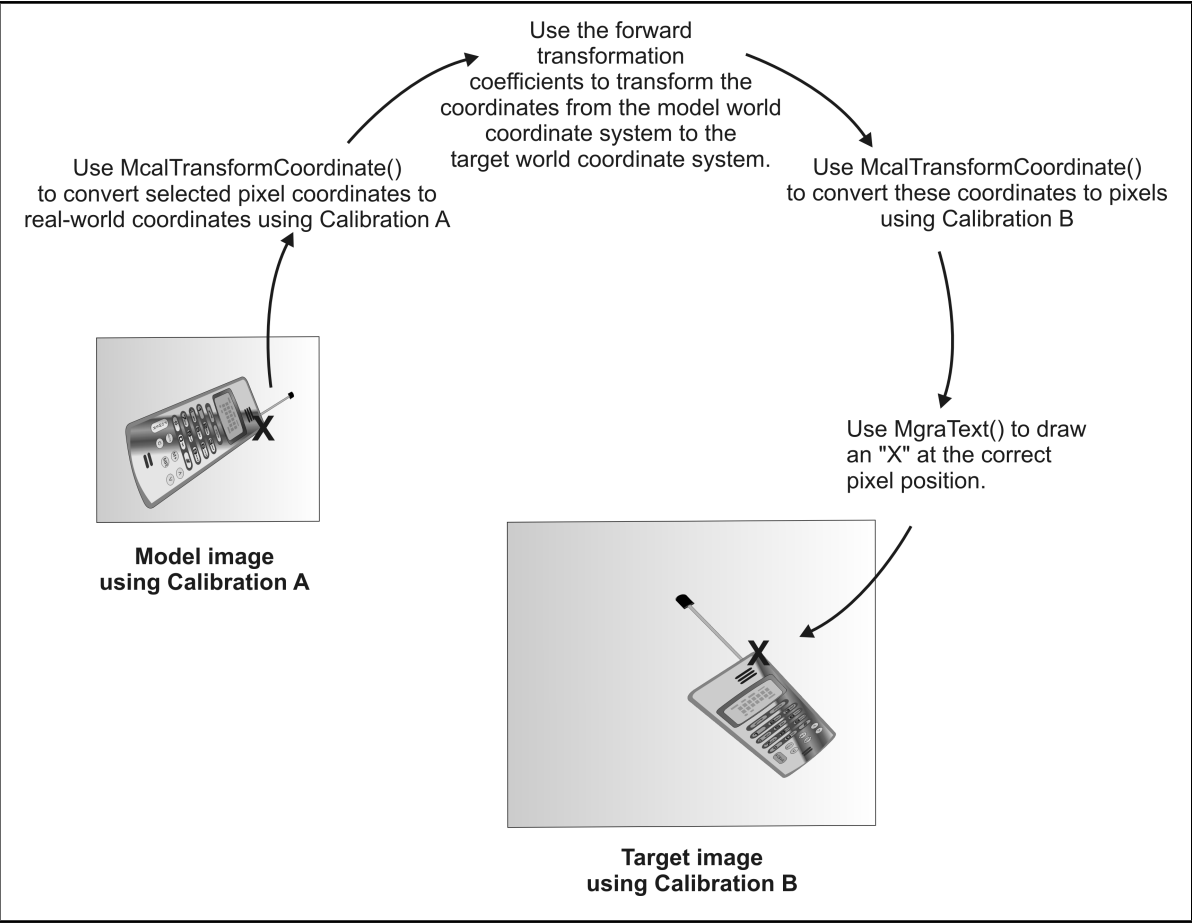 Use the forward
transformation
coefficients to transform the
coordinates from the model world
coordinate system to the
target world coordinate system.
Use McalTransformCoordinate()
to convert selected pixel coordinates to
real-world coordinates using Calibration A
Use McalTransformCoordinate()
to convert these coordinates to pixels
using Calibration B
X
Model image
using Calibration A
Use MgraText() to draw
an "X" at the correct
pixel position.
X
Target image
using Calibration B